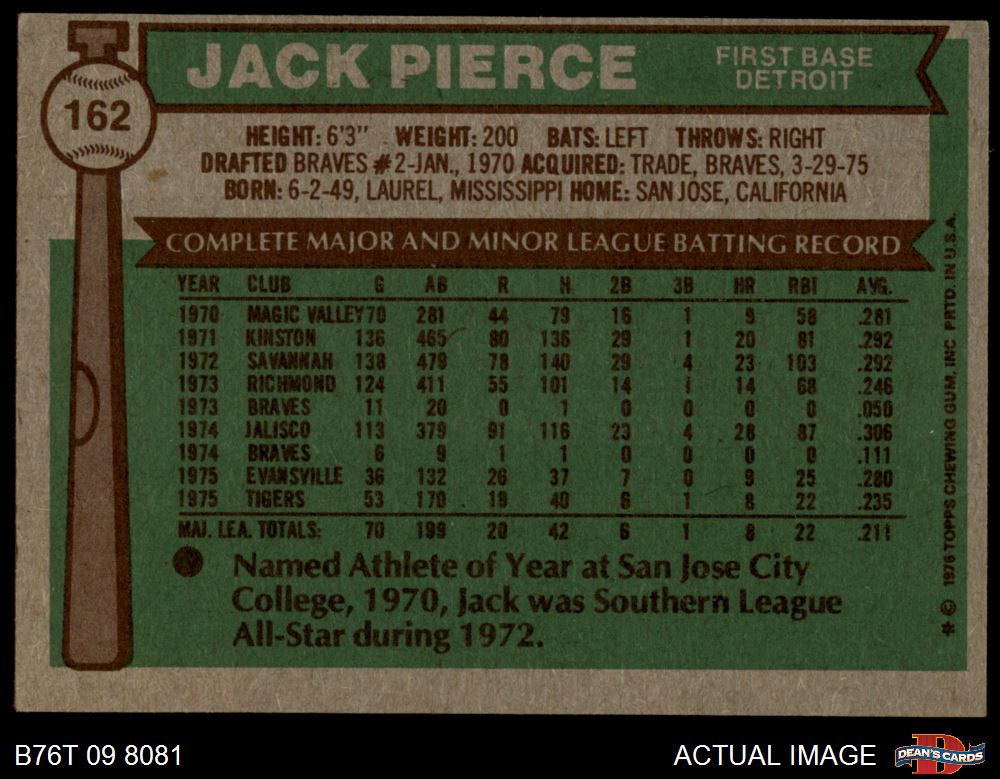 JACK PIERCE
FIRST BASE
DETROIT
162
HEIGHT: 6'3" WEIGHT: 200 BATS: LEFT THROWS: RIGHT
DRAFTED BRAVES #2-JAN., 1970 ACQUIRED: TRADE, BRAVES, 3-29-75
BORN: 6-2-49, LAUREL, MISSISSIPPI HOME: SAN JOSE, CALIFORNIA
COMPLETE MAJOR AND MINOR LEAGUE BATTING RECORD
YEAR CLUB G AB R H 2B 3B HR RBI AVG.
1970 MAGIC VALLEY 70 281 44 79 16 1 9 58 .281
1971 KINSTON 136 465 80 136 29 1 20 81 .292
1972 SAVANNAH 138 479 78 140 29 4 23 103 .292
1973 RICHMOND 124 411 55 101 14 1 14 68 .246
1973 BRAVES 11 20 0 1 0 0 0 0 .050
1974 JALISCO 113 379 91 116 23 4 28 87 .306
1974 BRAVES 6 9 1 1 0 0 0 0 .111
1975 EVANSVILLE 36 132 26 37 7 0 9 25 .280
1975 TIGERS 53 170 19 40 6 1 8 22 .235
MAJ. LEA. TOTALS: 70 199 20 42 6 1 8 22 .211
Named Athlete of Year at San Jose City
College, 1970, Jack was Southern League
All-Star during 1972.
* © 1976 TOPPS CHEWING GUM, INC PRTD. IN U.S.A.
B76T 09 8081
ACTUAL IMAGE
DEAN'S CARDS